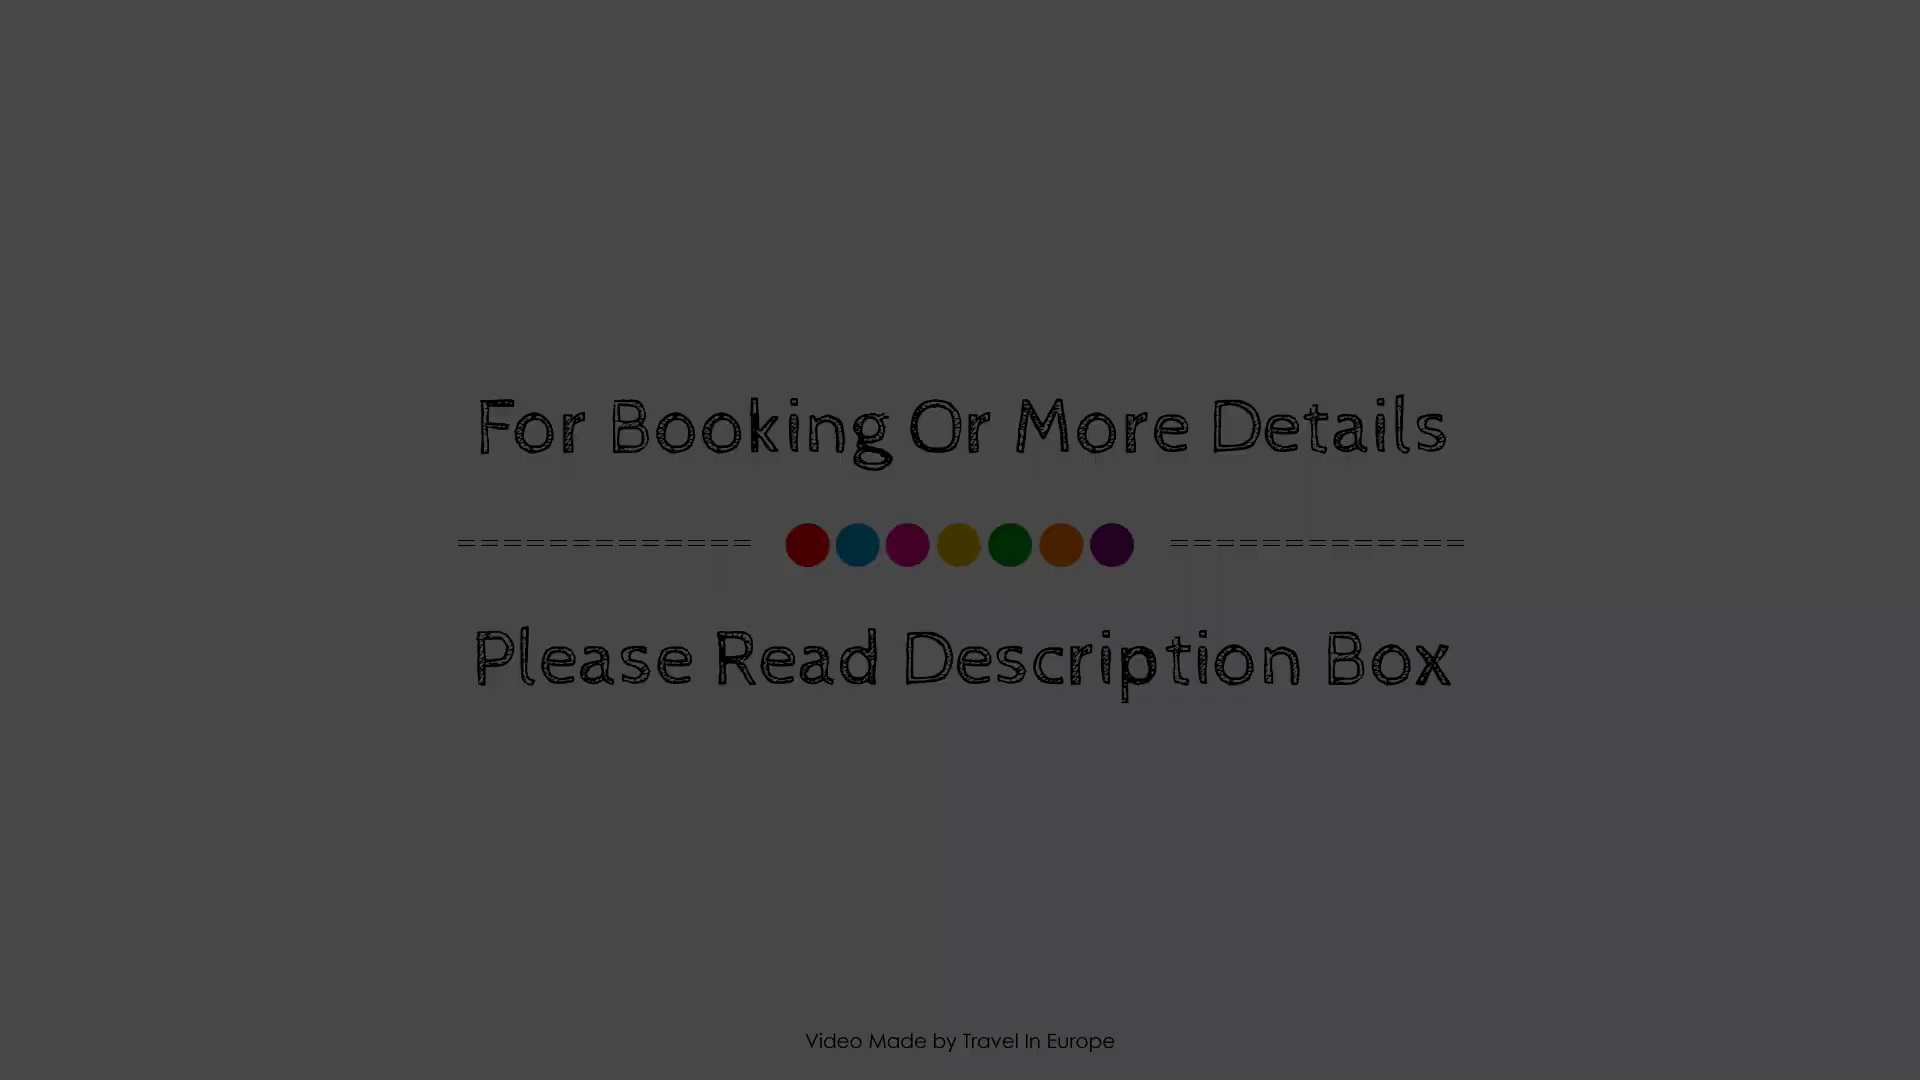 For Booking Or More Details
============= =============
Please Read Description Box
Video Made by Travel In Europe